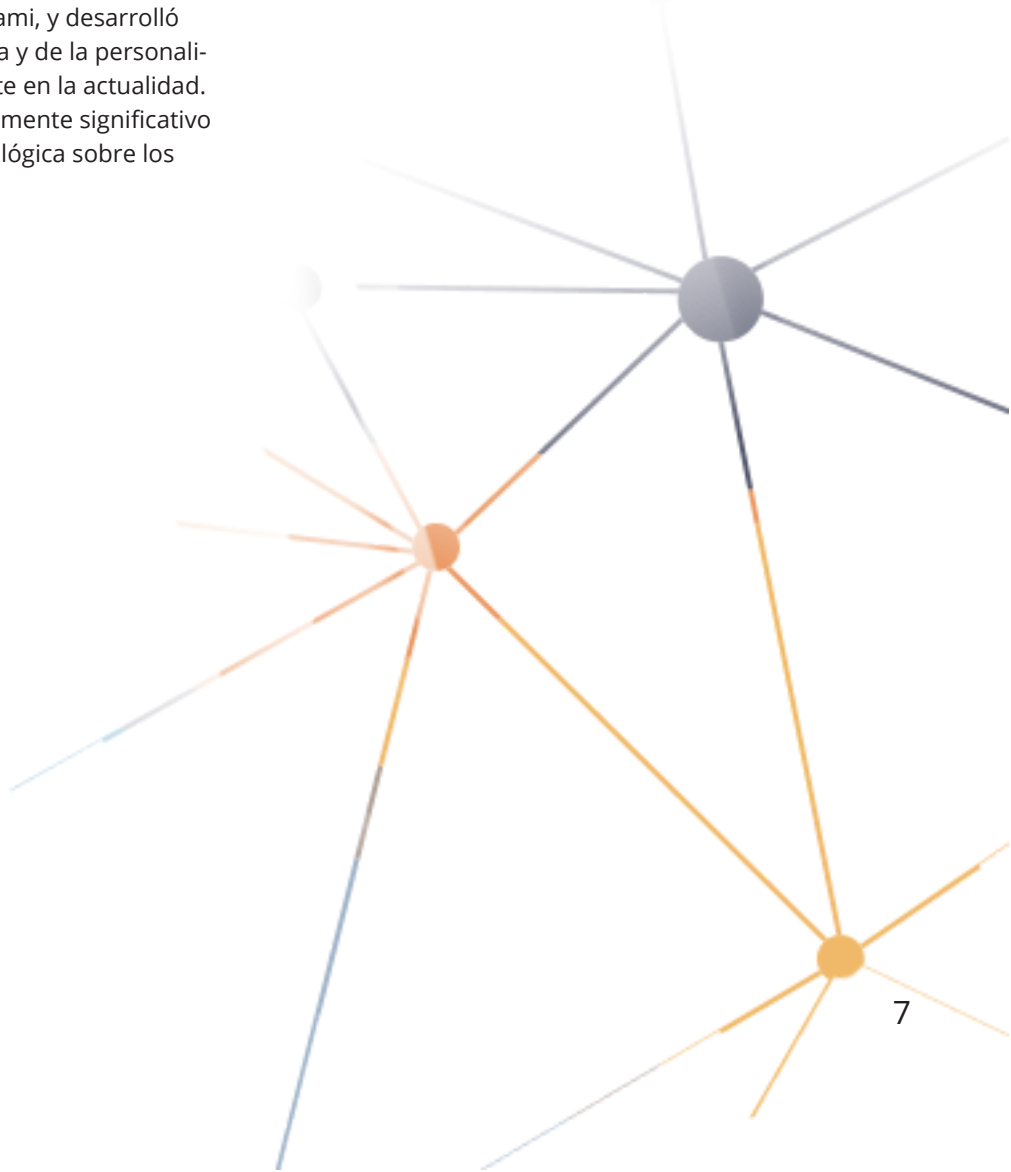 ami, y desarrolló
a y de la personali-
te en la actualidad.
mente significativo
lógica sobre los
7